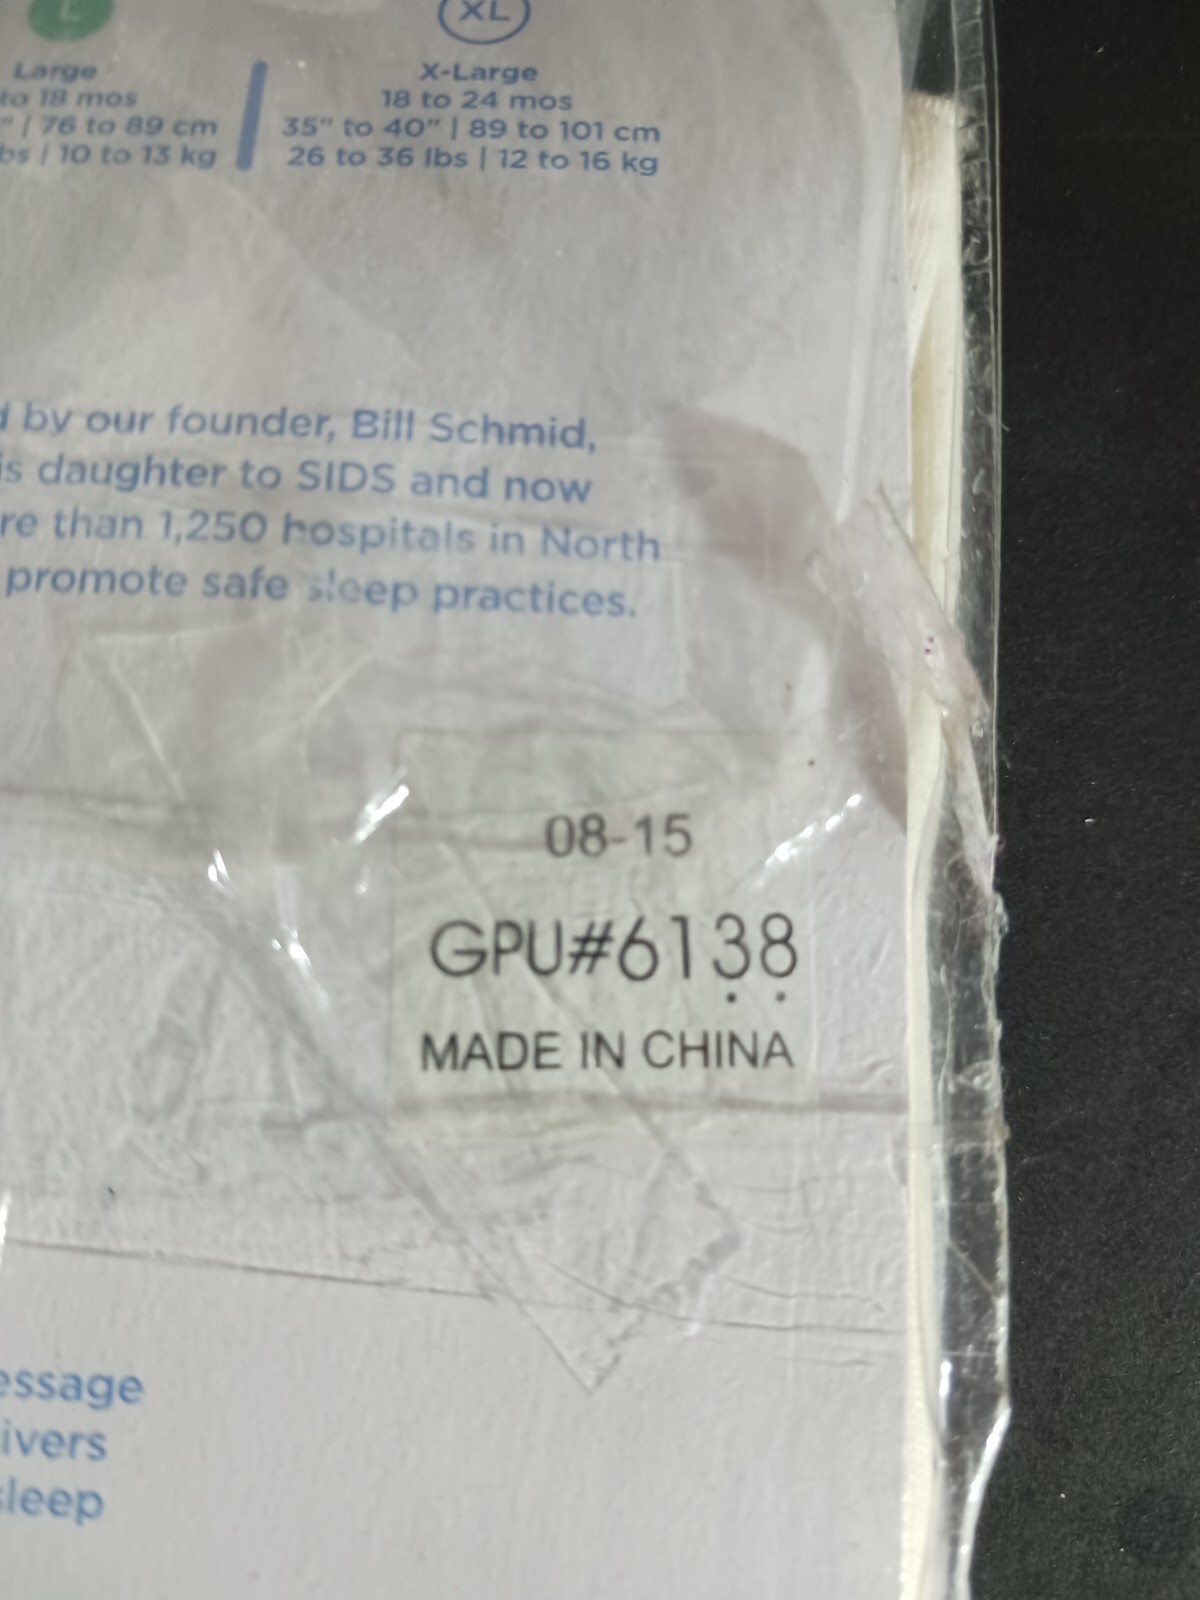 L
XL
Large
X-Large
to 18 mos
18 to 24 mos
" | 76 to 89 cm
35" to 40" | 89 to 101 cm
bs | 10 to 13 kg
26 to 36 lbs | 12 to 16 kg
d by our founder, Bill Schmid,
is daughter to SIDS and now
re than 1,250 hospitals in North
promote safe sleep practices.
08-15
GPU#6138
MADE IN CHINA
essage
ivers
sleep